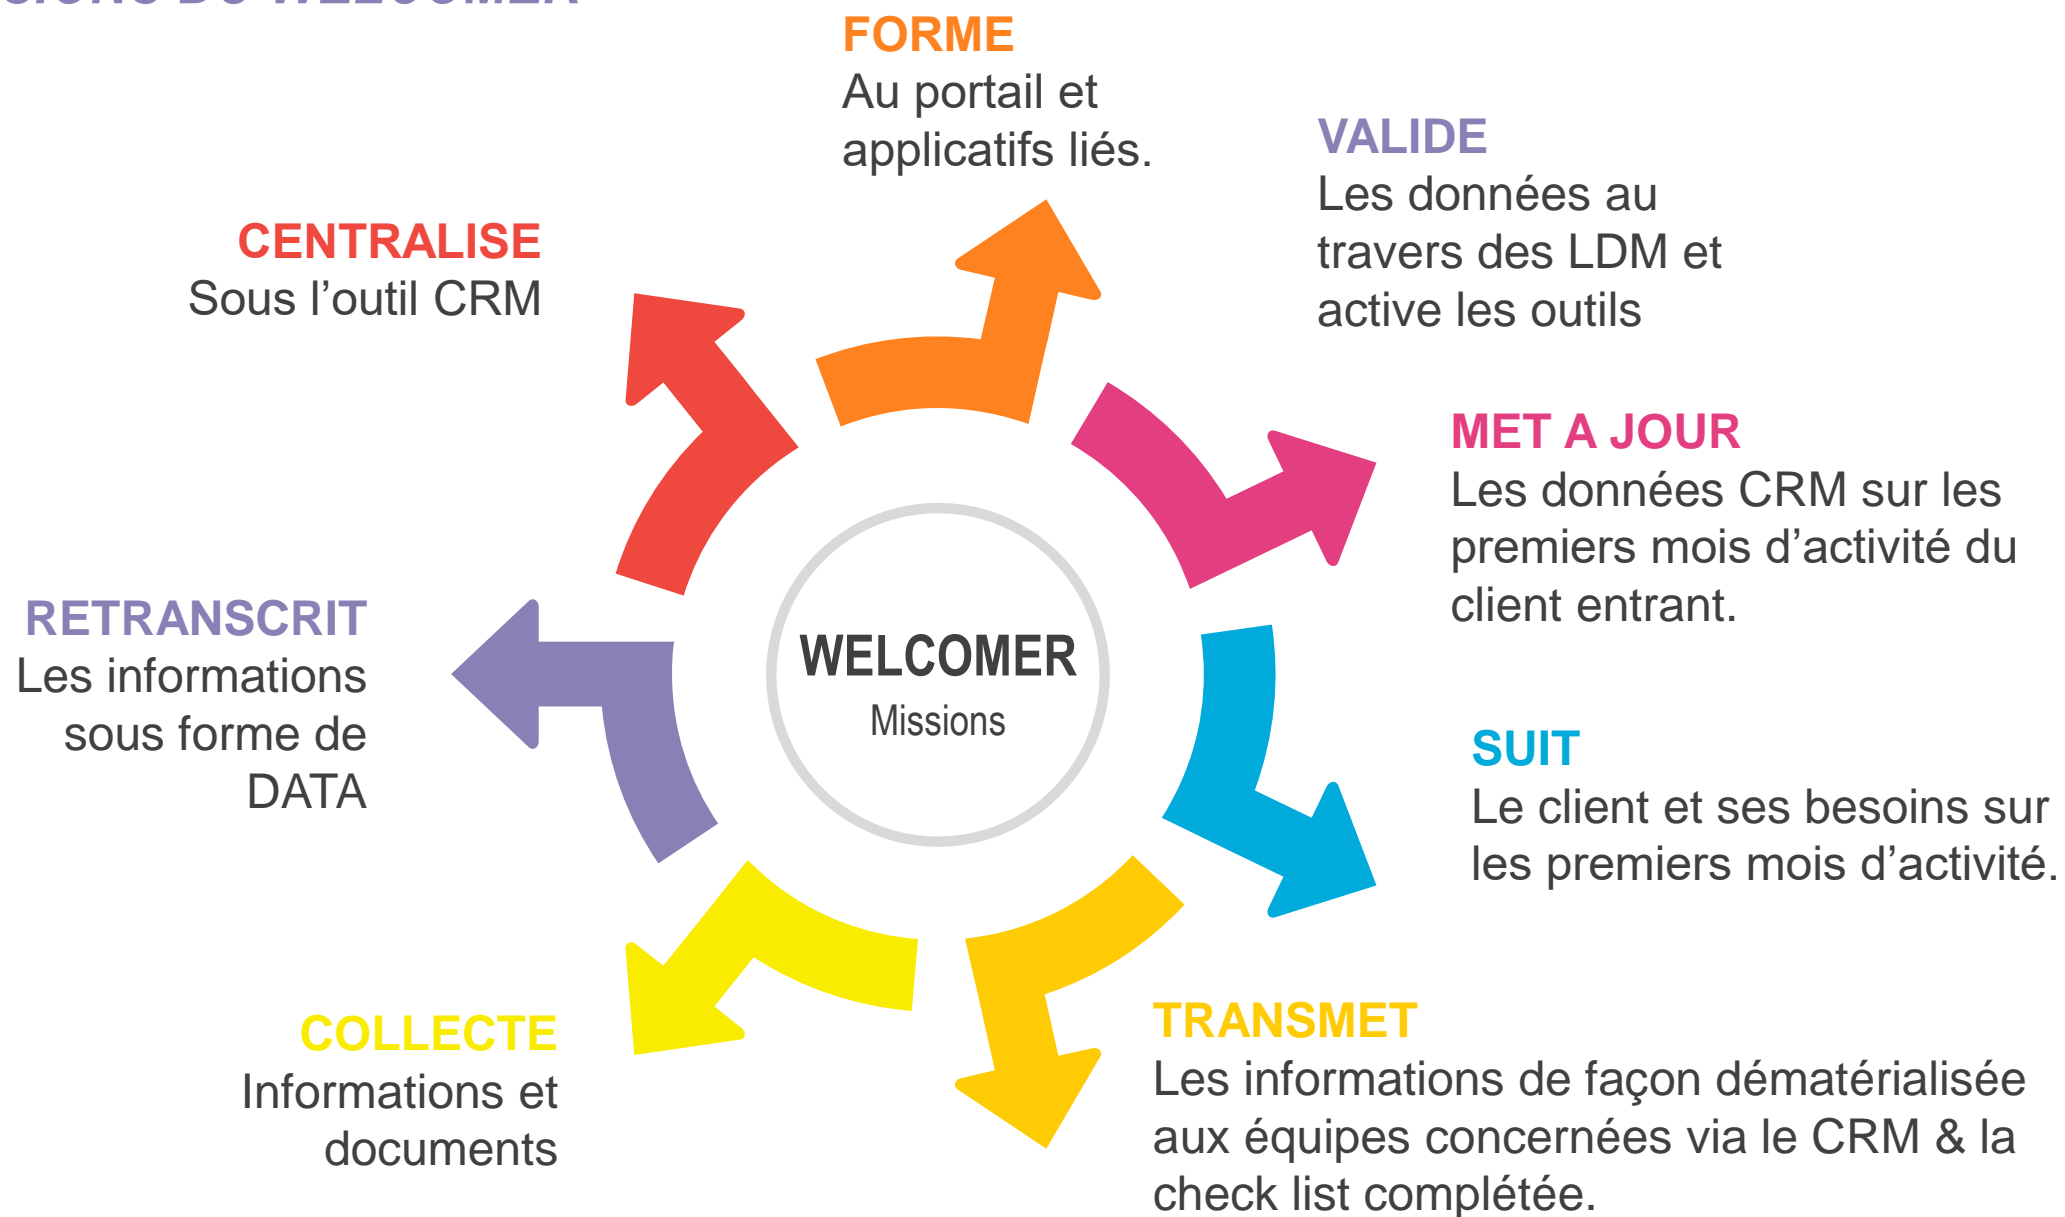 DU WELCOMER
FORME
Au portail et
applicatifs liés.
VALIDE
Les données au
travers des LDM et
active les outils
CENTRALISE
Sous l’outil CRM
MET A JOUR
Les données CRM sur les
premiers mois d’activité du
client entrant.
RETRANSCRIT
Les informations
sous forme de
DATA
WELCOMER
Missions
SUIT
Le client et ses besoins sur
les premiers mois d’activité.
COLLECTE
Informations et
documents
TRANSMET
Les informations de façon dématérialisée
aux équipes concernées via le CRM & la
check list complétée.